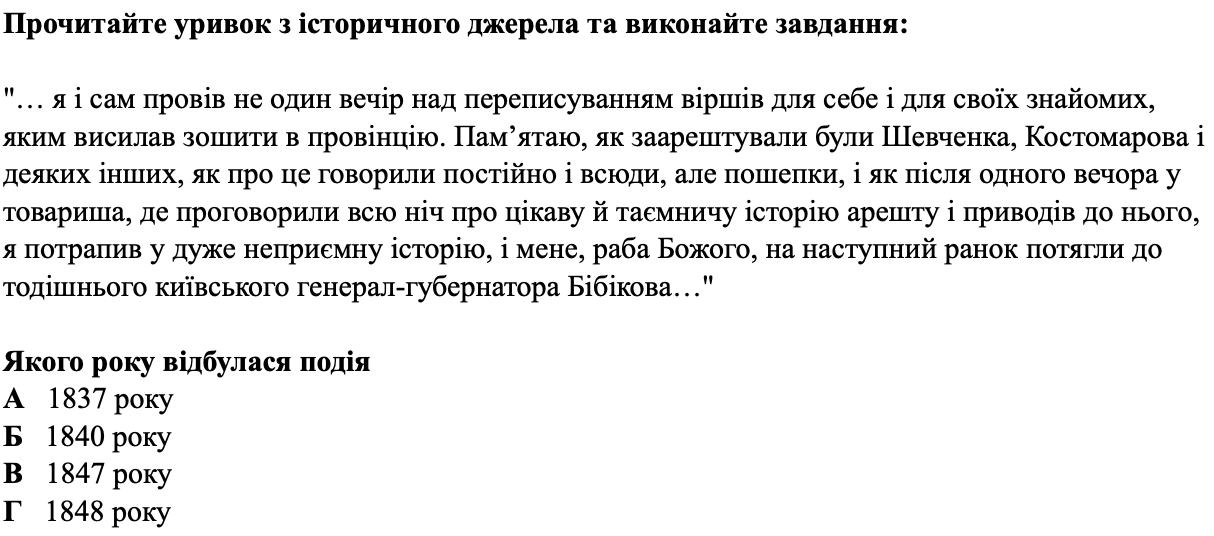 Прочитайте уривок з історичного джерела та виконайте завдання:
"… я і сам провів не один вечір над переписуванням віршів для себе і для своїх знайомих,
яким висилав зошити в провінцію. Пам’ятаю, як заарештували були Шевченка, Костомарова і
деяких інших, як про це говорили постійно і всюди, але пошепки, і як після одного вечора у
товариша, де проговорили всю ніч про цікаву й таємничу історію арешту і приводів до нього,
я потрапив у дуже неприємну історію, і мене, раба Божого, на наступний ранок потягли до
тодішнього київського генерал-губернатора Бібікова…"
Якого року відбулася подія
А 1837 року
Б 1840 року
В 1847 року
Г 1848 року